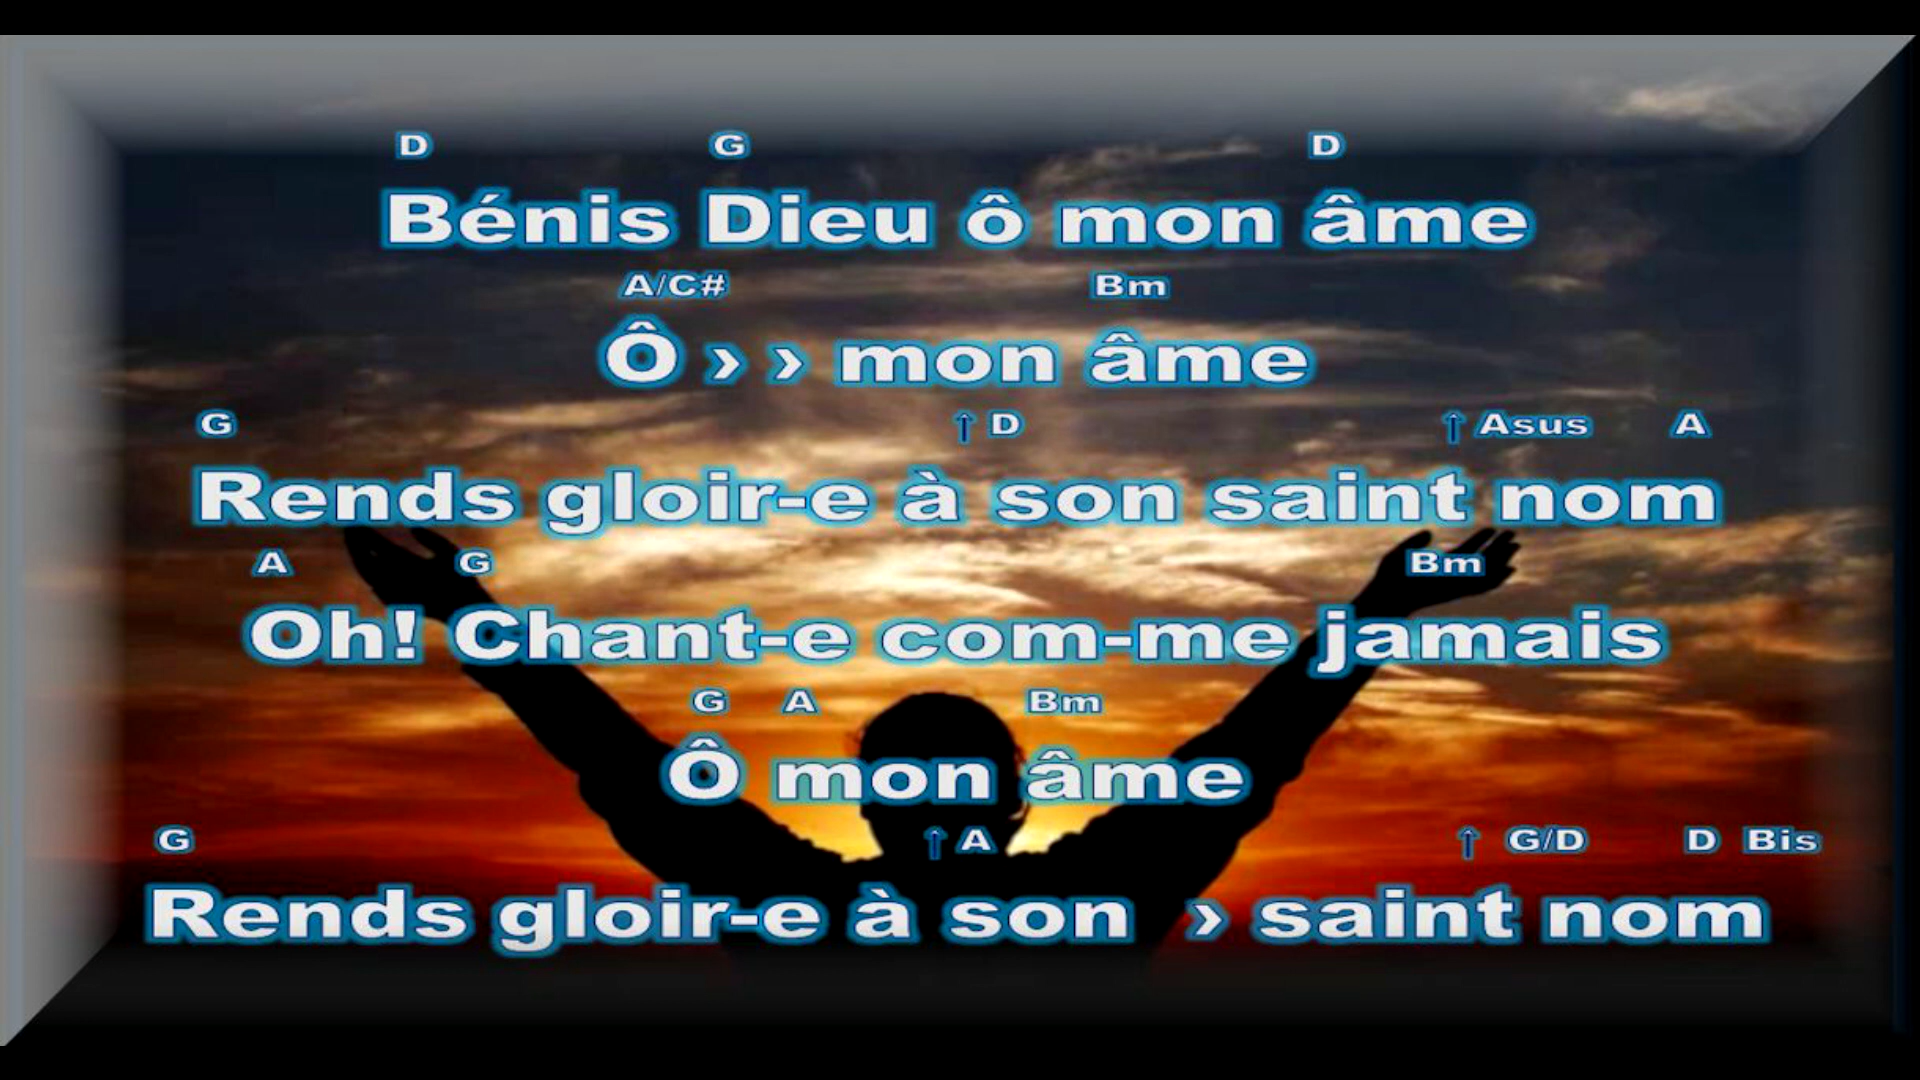 D G D
Bénis Dieu ô mon âme
A/C# Bm
Ô › › mon âme
G ↑ D ↑ Asus A
Rends gloir-e à son saint nom
A G Bm
Oh! Chant-e com-me jamais
G A Bm
Ô mon âme
G ↑ A ↑ G/D D Bis
Rends gloir-e à son › saint nom